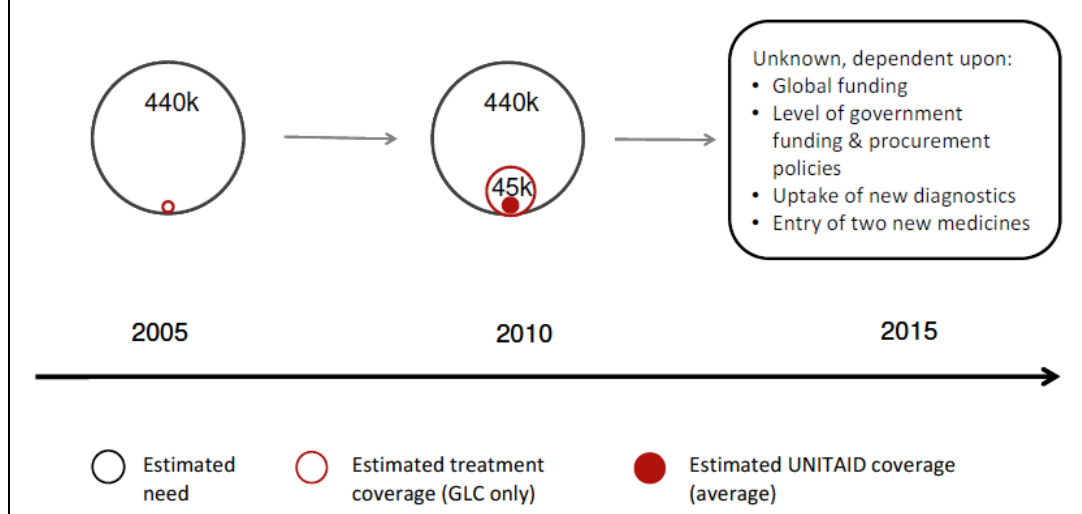 440k
440k
45k
Unknown, dependent upon:
• Global funding
• Level of government
funding & procurement
policies
• Uptake of new diagnostics
• Entry of two new medicines
2005
2010
2015
Estimated
need
Estimated treatment
coverage (GLC only)
Estimated UNITAID coverage
(average)